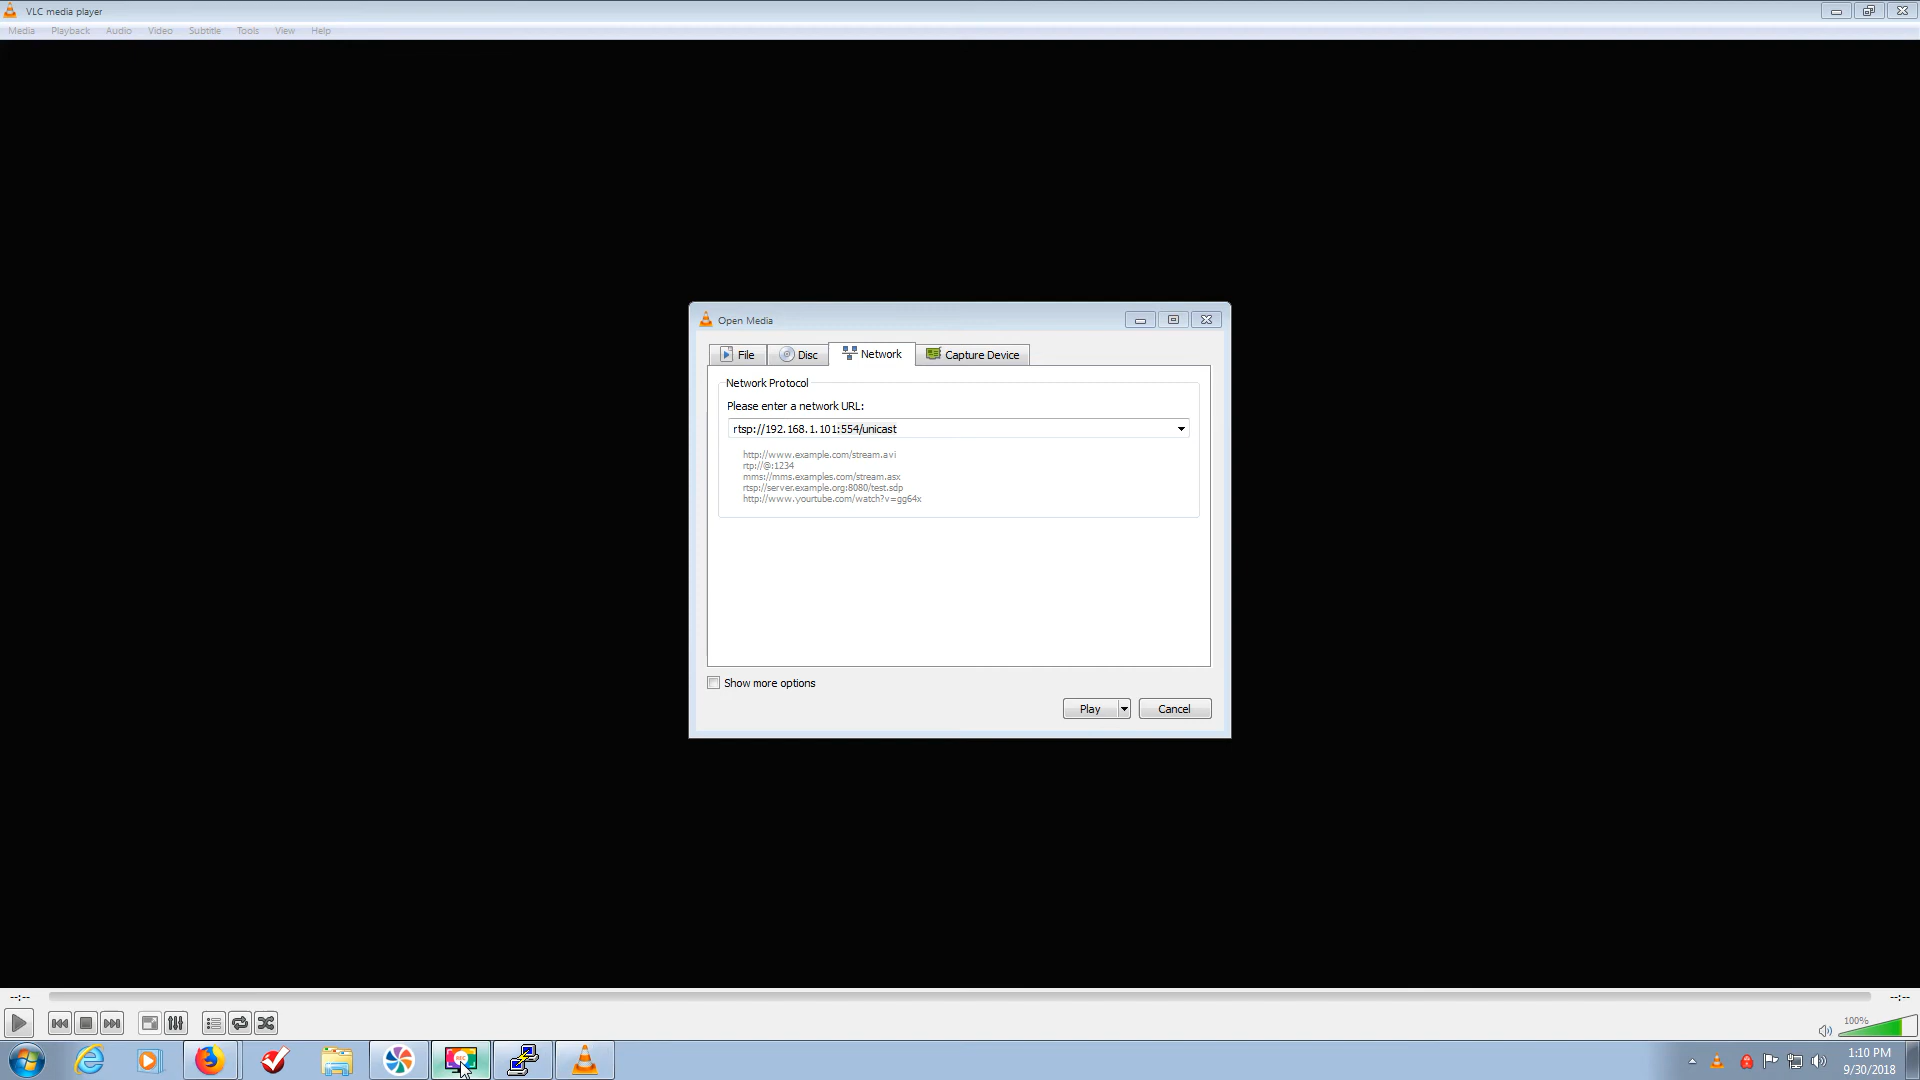 VLC media player
Media Playback Audio Video Subtitle Tools View Help
Open Media
File Disc Network Capture Device
Network Protocol
Please enter a network URL:
rtsp://192.168.1.101:554/unicast
http://www.example.com/stream.avi
rtp://@:1234
mms://mms.examples.com/stream.asx
rtsp://server.example.org:8080/test.sdp
http://www.yourtube.com/watch?v=gg64x
Show more options
Play Cancel
--:-- --:--
100%
REC
1:10 PM
9/30/2018